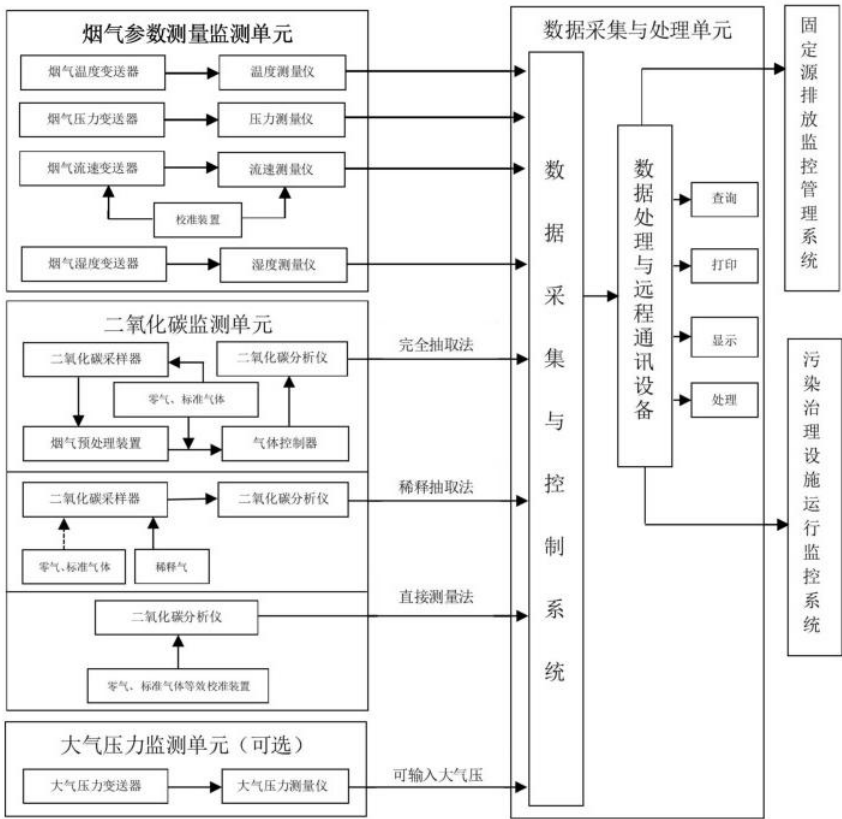 烟气参数测量监测单元
烟气温度变送器
温度测量仪
烟气压力变送器
压力测量仪
烟气流速变送器
流速测量仪
校准装置
烟气湿度变送器
湿度测量仪
二氧化碳监测单元
二氧化碳采样器
二氧化碳分析仪
零气、标准气体
烟气预处理装置
气体控制器
完全抽取法
二氧化碳采样器
二氧化碳分析仪
零气、标准气体
稀释气
稀释抽取法
二氧化碳分析仪
零气、标准气体等效校准装置
直接测量法
大气压力监测单元（可选）
大气压力变送器
大气压力测量仪
可输入大气压
数据采集与处理单元
数据采集与控制系统
数据处理与远程通讯设备
查询
打印
显示
处理
固定源排放监控管理系统
污染治理设施运行监控系统